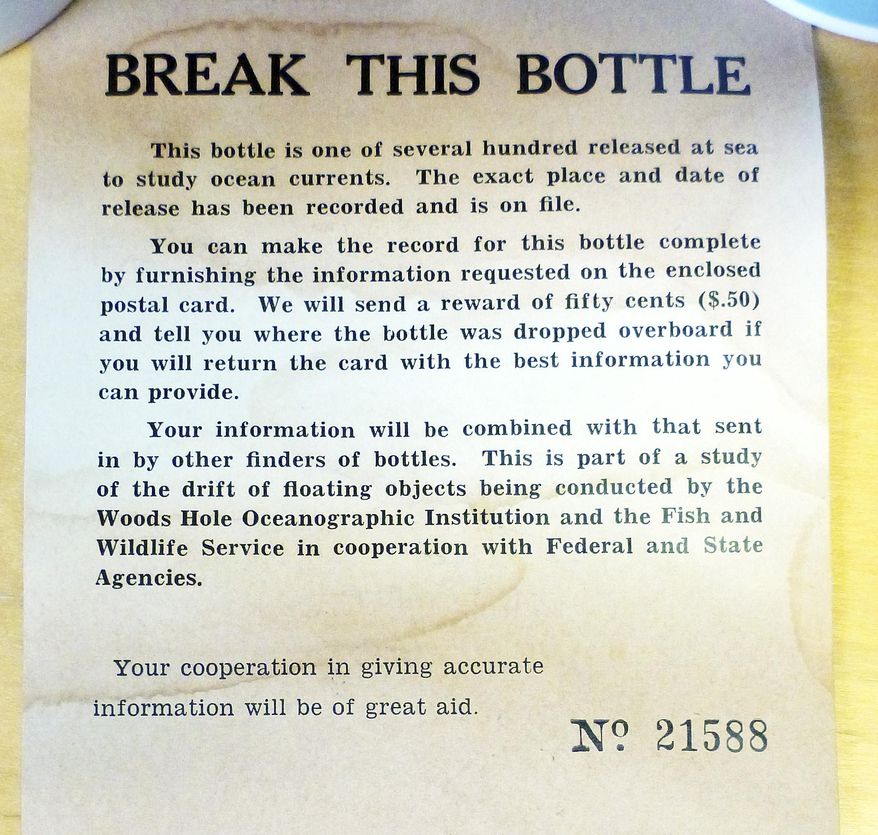 BREAK THIS BOTTLE
This bottle is one of several hundred released at sea
to study ocean currents. The exact place and date of
release has been recorded and is on file.
You can make the record for this bottle complete
by furnishing the information requested on the enclosed
postal card. We will send a reward of fifty cents ($.50)
and tell you where the bottle was dropped overboard if
you will return the card with the best information you
can provide.
Your information will be combined with that sent
in by other finders of bottles. This is part of a study
of the drift of floating objects being conducted by the
Woods Hole Oceanographic Institution and the Fish and
Wildlife Service in cooperation with Federal and State
Agencies.
Your cooperation in giving accurate
information will be of great aid.
Nº 21588